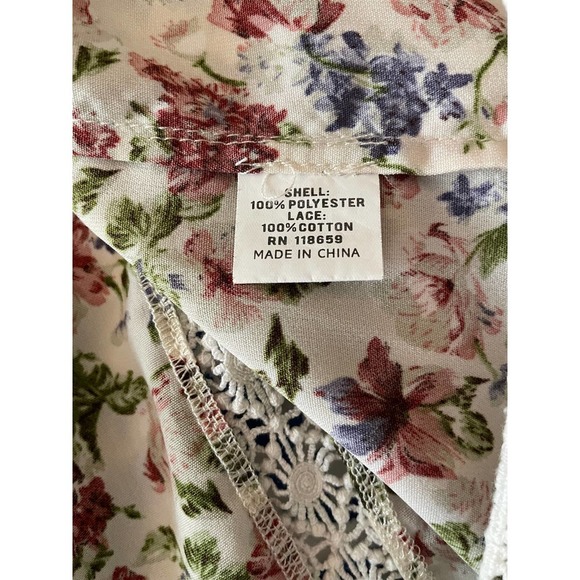 SHELL:
100% POLYESTER
LACE:
100% COTTON
RN 118659
MADE IN CHINA